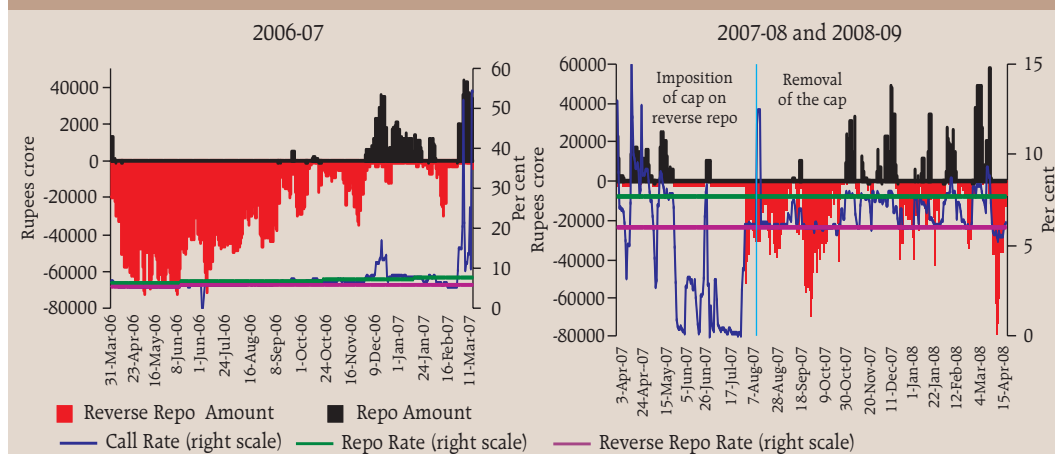 2006-07
2007-08 and 2008-09
Rupees crore
40000
2000
0
-20000
-40000
-60000
-80000
60
50
40
30
20
10
0
Per cent
31-Mar-06
23-Apr-06
16-May-06
8-Jun-06
1-Jun-06
24-Jul-06
16-Aug-06
8-Sep-06
1-Oct-06
24-Oct-06
16-Nov-06
9-Dec-06
1-Jan-07
24-Jan-07
16-Feb-07
11-Mar-07
Rupees crore
60000
40000
20000
0
-20000
-40000
-60000
-80000
Imposition
of cap on
reverse repo
Removal
of the cap
15
10
5
0
Per cent
3-Apr-07
24-Apr-07
15-May-07
5-Jun-07
26-Jun-07
17-Jul-07
7-Aug-07
28-Aug-07
18-Sep-07
9-Oct-07
30-Oct-07
20-Nov-07
11-Dec-07
1-Jan-08
22-Jan-08
12-Feb-08
4-Mar-08
15-Apr-08
Reverse Repo Amount
Repo Amount
Call Rate (right scale)
Repo Rate (right scale)
Reverse Repo Rate (right scale)